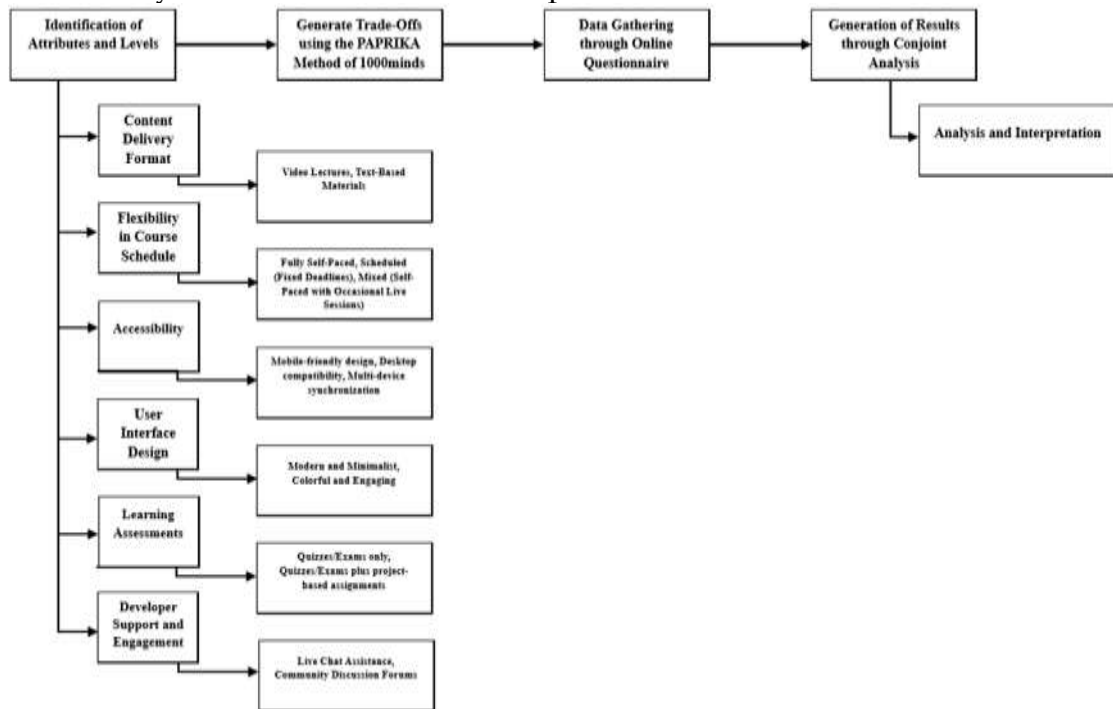 Identification of
Attributes and Levels
Generate Trade-Offs
using the PAPRIKA
Method of 1000minds
Data Gathering
through Online
Questionnaire
Generation of Results
through Conjoint
Analysis
Analysis and Interpretation
Content
Delivery
Format
Video Lectures, Text-Based
Materials
Flexibility
in Course
Schedule
Fully Self-Paced, Scheduled
(Fixed Deadlines), Mixed (Self-
Paced with Occasional Live
Sessions)
Accessibility
Mobile-friendly design, Desktop
compatibility, Multi-device
synchronization
User
Interface
Design
Modern and Minimalist,
Colorful and Engaging
Learning
Assessments
Quizzes/Exams only,
Quizzes/Exams plus project-
based assignments
Developer
Support and
Engagement
Live Chat Assistance,
Community Discussion Forums